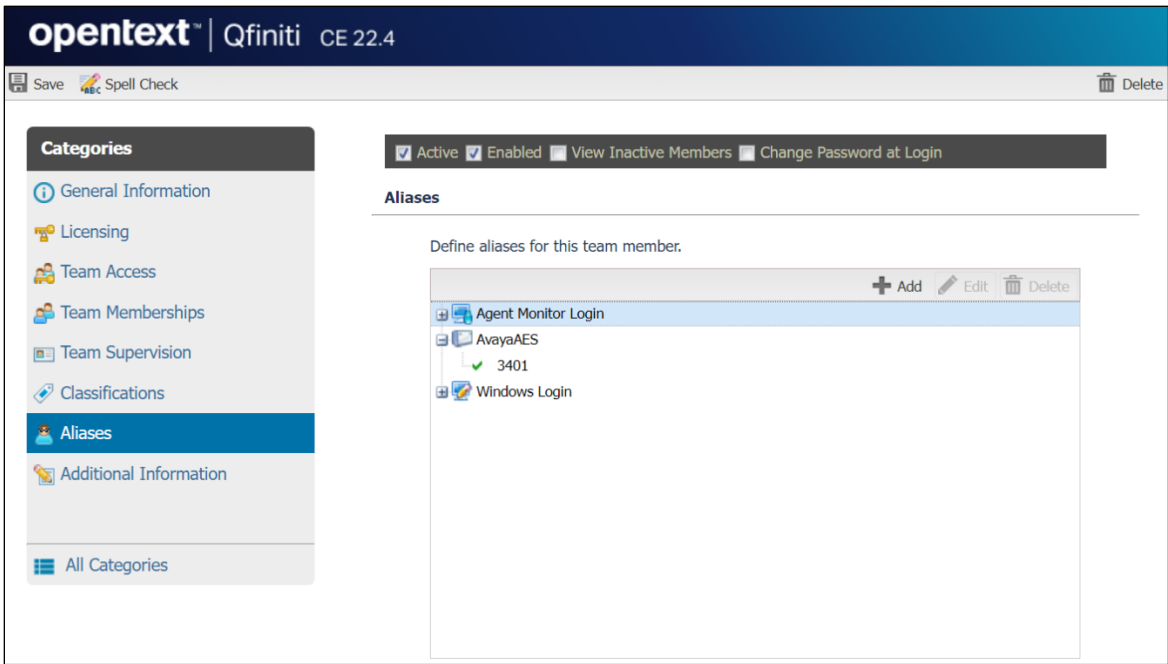 opentext™ | Qfiniti CE 22.4
Save Spell Check Delete
Categories
General Information
Licensing
Team Access
Team Memberships
Team Supervision
Classifications
Aliases
Additional Information
All Categories
Active Enabled View Inactive Members Change Password at Login
Aliases
Define aliases for this team member.
Add Edit Delete
Agent Monitor Login
AvayaAES
3401
Windows Login